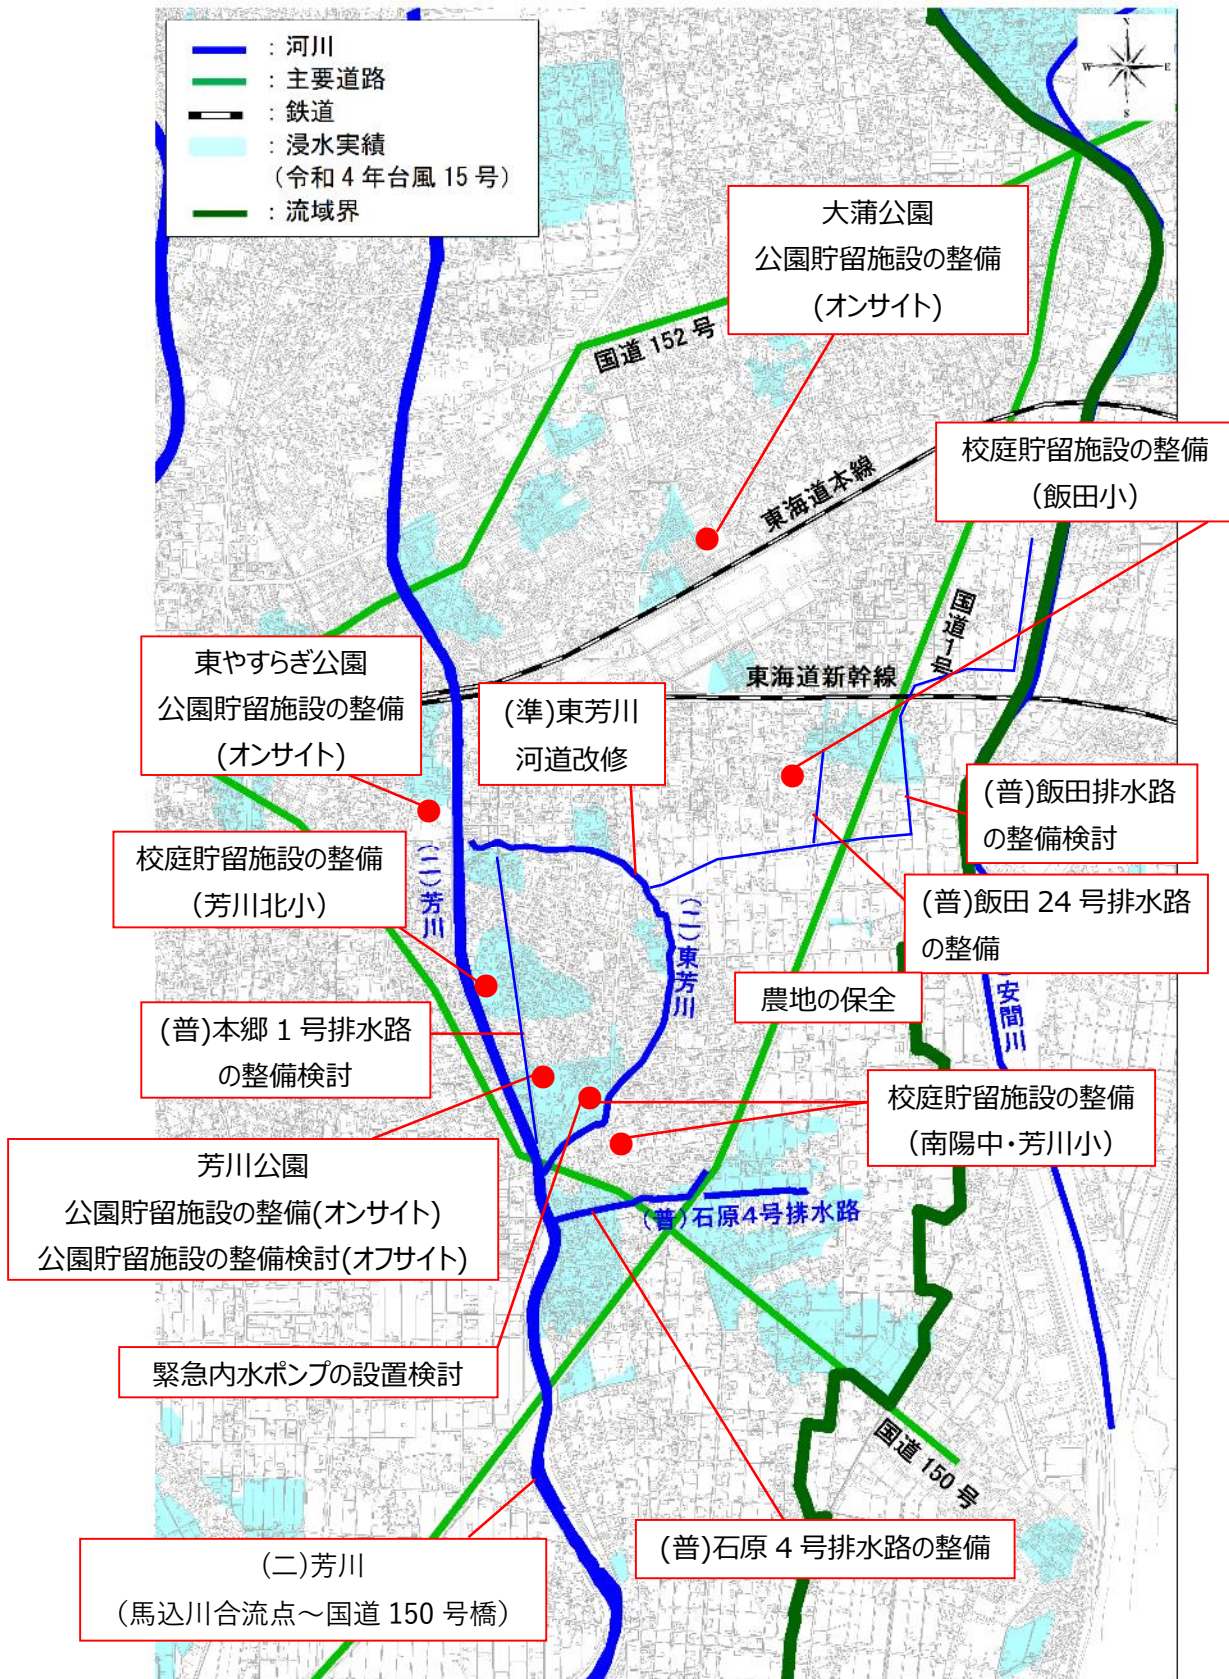 ：河川
：主要道路
：鉄道
：浸水実績
（令和４年台風15号）
：流域界
N
W
E
S
大蒲公園
公園貯留施設の整備
(オンサイト)
国道152号
校庭貯留施設の整備
（飯田小）
東海道本線
国道1号
東やすらぎ公園
公園貯留施設の整備
(オンサイト)
東海道新幹線
(準)東芳川
河道改修
(普)飯田排水路
の整備検討
校庭貯留施設の整備
（芳川北小）
(二)芳川
(普)飯田 24 号排水路
の整備
(二)東芳川
農地の保全
安間川
(普)本郷 1 号排水路
の整備検討
校庭貯留施設の整備
（南陽中・芳川小）
芳川公園
公園貯留施設の整備(オンサイト)
公園貯留施設の整備検討(オフサイト)
(普)石原4号排水路
緊急内水ポンプの設置検討
国道150号
(普)石原 4 号排水路の整備
(二)芳川
（馬込川合流点～国道 150 号橋）